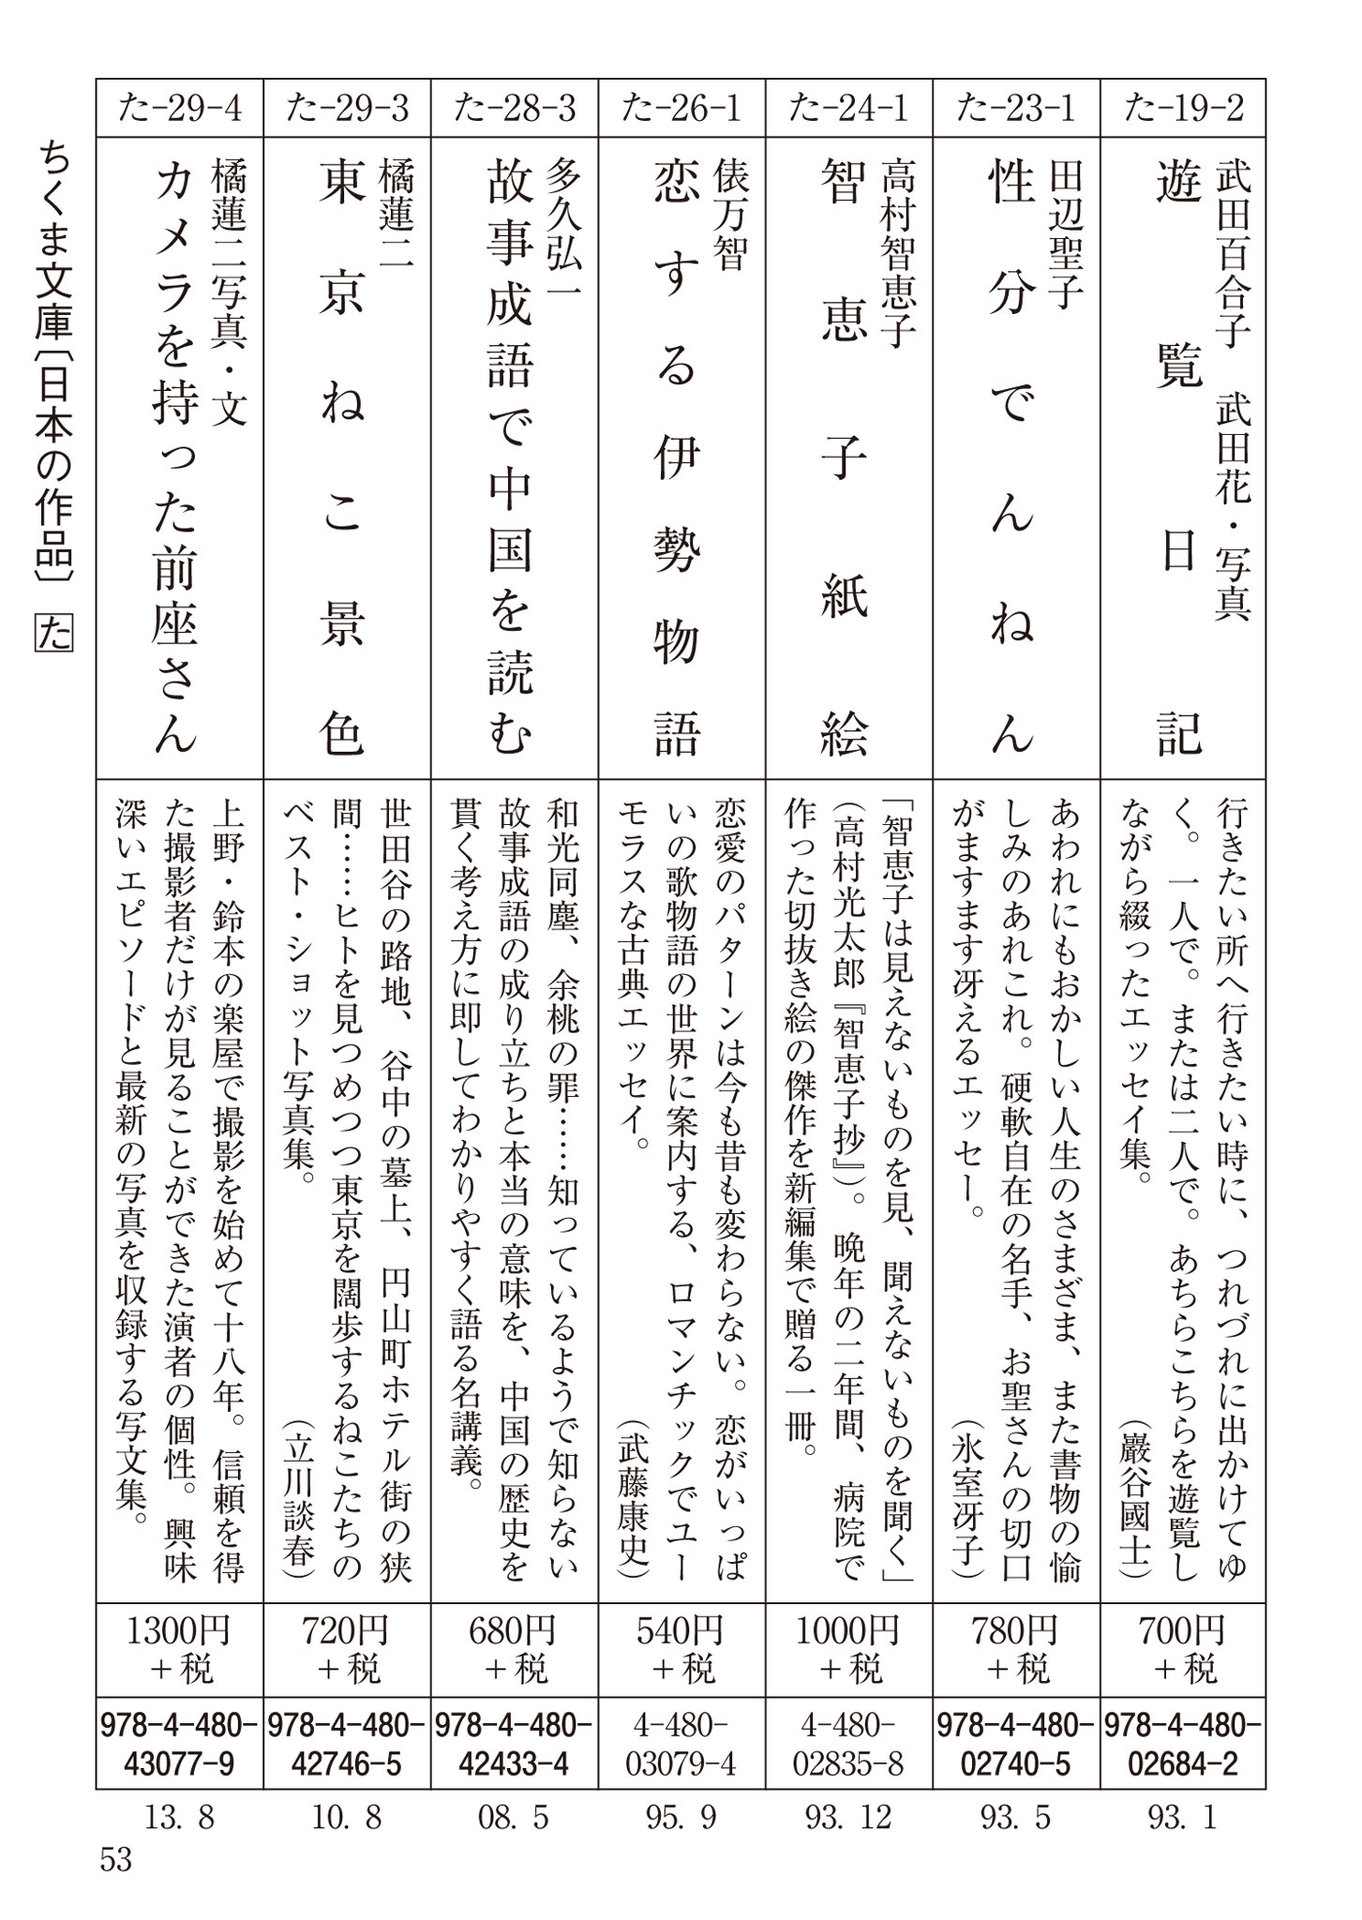 た-19-2
武田百合子　武田花・写真
遊覧日記
行きたい所へ行きたい時に、つれづれに出かけてゆ
く。一人で。または二人で。あちらこちらを遊覧し
ながら綴ったエッセイ集。（巖谷國士）
700円
＋税
978-4-480-
02684-2
93. 1
た-23-1
田辺聖子
性分でんねん
あわれにもおかしい人生のさまざま、また書物の愉
しみのあれこれ。硬軟自在の名手、お聖さんの切口
がますます冴えるエッセー。（氷室冴子）
780円
＋税
978-4-480-
02740-5
93. 5
た-24-1
高村智恵子
智恵子紙絵
「智恵子は見えないものを見、聞えないものを聞く」
（高村光太郎『智恵子抄』）。晩年の二年間、病院で
作った切抜き絵の傑作を新編集で贈る一冊。
1000円
＋税
4-480-
02835-8
93. 12
た-26-1
俵万智
恋する伊勢物語
恋愛のパターンは今も昔も変わらない。恋がいっぱ
いの歌物語の世界に案内する、ロマンチックでユー
モラスな古典エッセイ。（武藤康史）
540円
＋税
4-480-
03079-4
95. 9
た-28-3
多久弘一
故事成語で中国を読む
和光同塵、余桃の罪……知っているようで知らない
故事成語の成り立ちと本当の意味を、中国の歴史を
貫く考え方に即してわかりやすく語る名講義。
680円
＋税
978-4-480-
42433-4
08. 5
た-29-3
橘蓮二
東京ねこ景色
世田谷の路地、谷中の墓上、円山町ホテル街の狭
間……ヒトを見つめつつ東京を闊歩するねこたちの
ベスト・ショット写真集。（立川談春）
720円
＋税
978-4-480-
42746-5
10. 8
た-29-4
橘蓮二写真・文
カメラを持った前座さん
上野・鈴本の楽屋で撮影を始めて十八年。信頼を得
た撮影者だけが見ることができた演者の個性。興味
深いエピソードと最新の写真を収録する写文集。
1300円
＋税
978-4-480-
43077-9
13. 8
ちくま文庫〔日本の作品〕 た
53